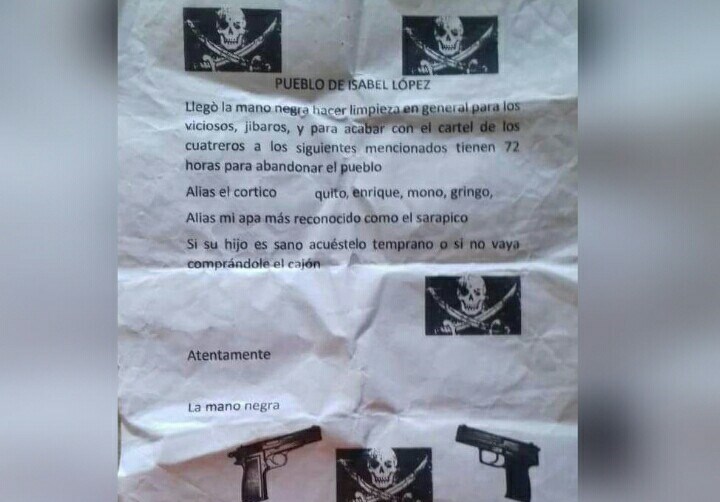 PUEBLO DE ISABEL LÓPEZ
Llegò la mano negra hacer limpieza en general para los
viciosos, jibaros, y para acabar con el cartel de los
cuatreros a los siguientes mencionados tienen 72
horas para abandonar el pueblo
Alias el cortico quito, enrique, mono, gringo,
Alias mi apa más reconocido como el sarapico
Si su hijo es sano acuéstelo temprano o si no vaya
comprándole el cajón
Atentamente
La mano negra